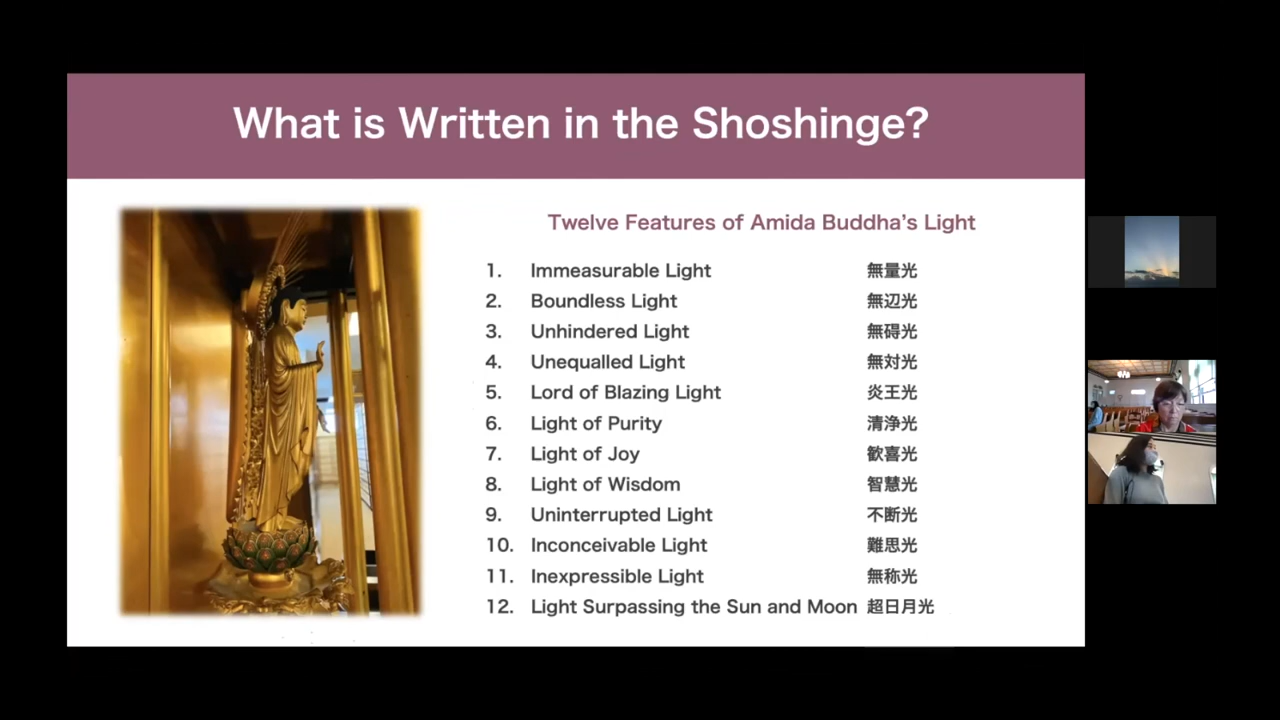 What is Written in the Shoshinge?
Twelve Features of Amida Buddha's Light
1. Immeasurable Light 無量光
2. Boundless Light 無辺光
3. Unhindered Light 無碍光
4. Unequalled Light 無対光
5. Lord of Blazing Light 炎王光
6. Light of Purity 清浄光
7. Light of Joy 歓喜光
8. Light of Wisdom 智慧光
9. Uninterrupted Light 不断光
10. Inconceivable Light 難思光
11. Inexpressible Light 無称光
12. Light Surpassing the Sun and Moon 超日月光